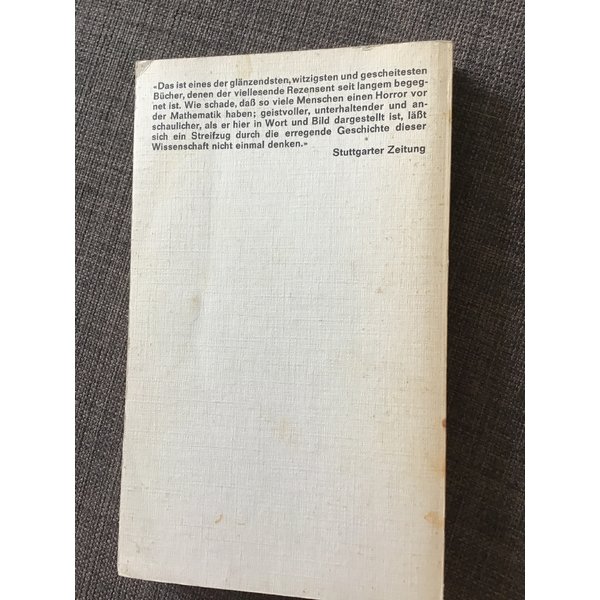 «Das ist eines der glänzendsten, witzigsten und gescheitesten
Bücher, denen der viellesende Rezensent seit langem begeg-
net ist. Wie schade, daß so viele Menschen einen Horror vor
der Mathematik haben; geistvoller, unterhaltender und an-
schaulicher, als er hier in Wort und Bild dargestellt ist, läßt
sich ein Streifzug durch die erregende Geschichte dieser
Wissenschaft nicht einmal denken.»
Stuttgarter Zeitung